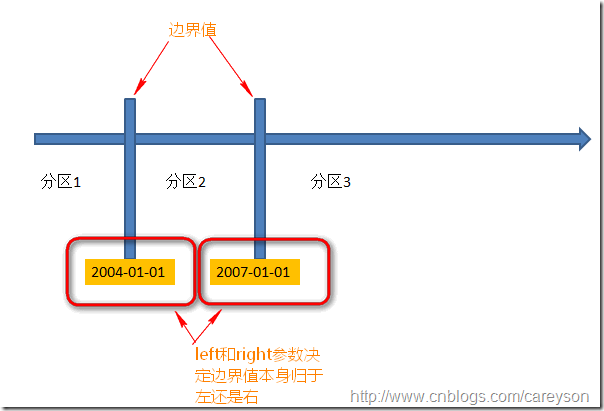 边界值
分区1 分区2 分区3
2004-01-01 2007-01-01
left和right参数决
定边界值本身归于
左还是右
http://www.cnblogs.com/careyson